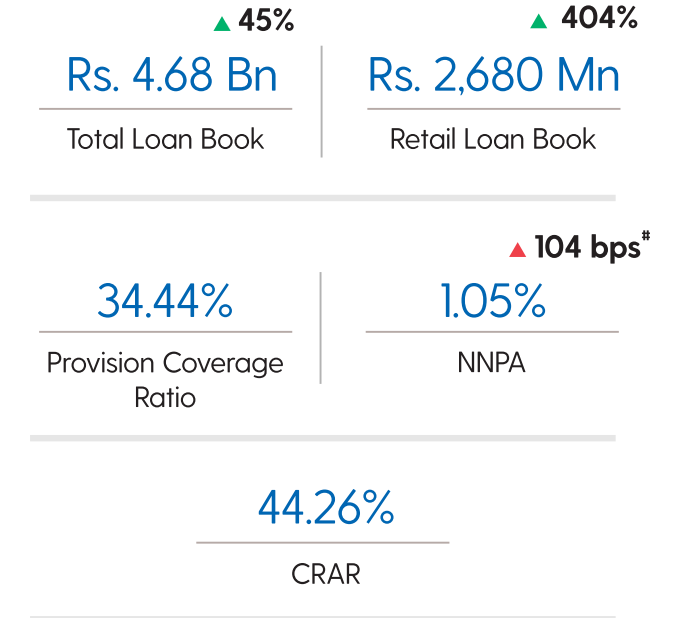 ▲ 45%
▲ 404%
Rs. 4.68 Bn
Rs. 2,680 Mn
Total Loan Book
Retail Loan Book
▲ 104 bps#
34.44%
1.05%
Provision Coverage
Ratio
NNPA
44.26%
CRAR